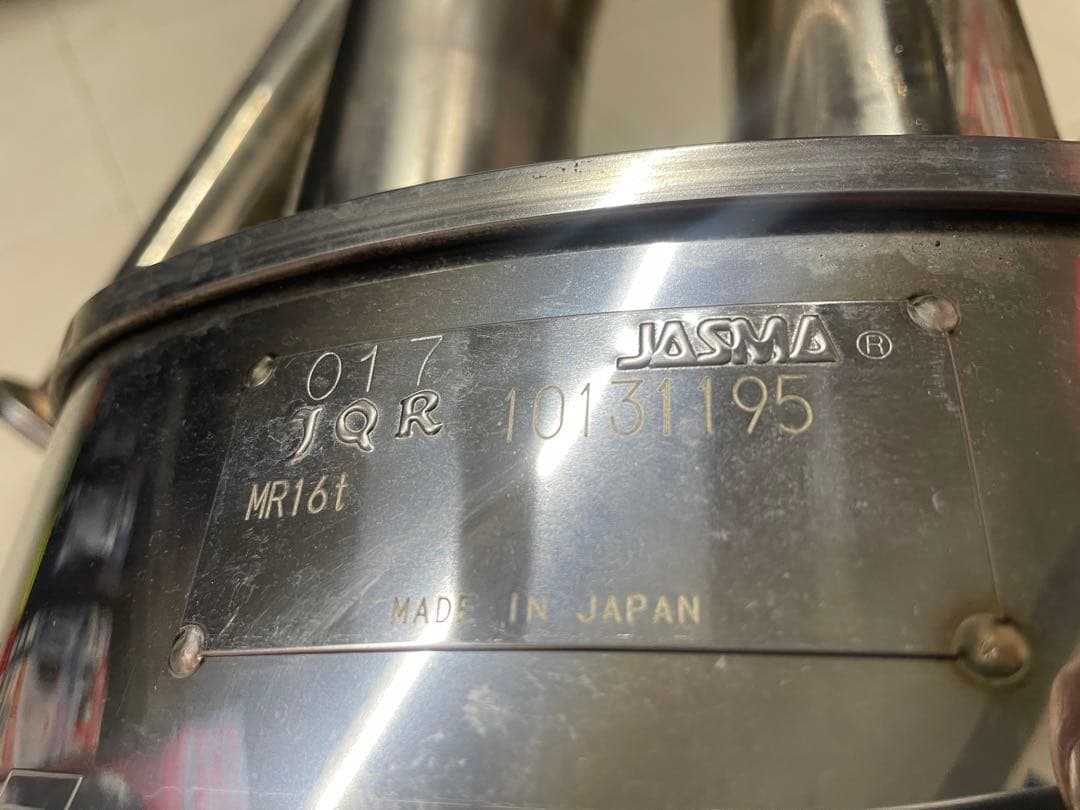 017 JASMA ®
JQR 10131195
MR16t
MADE IN JAPAN